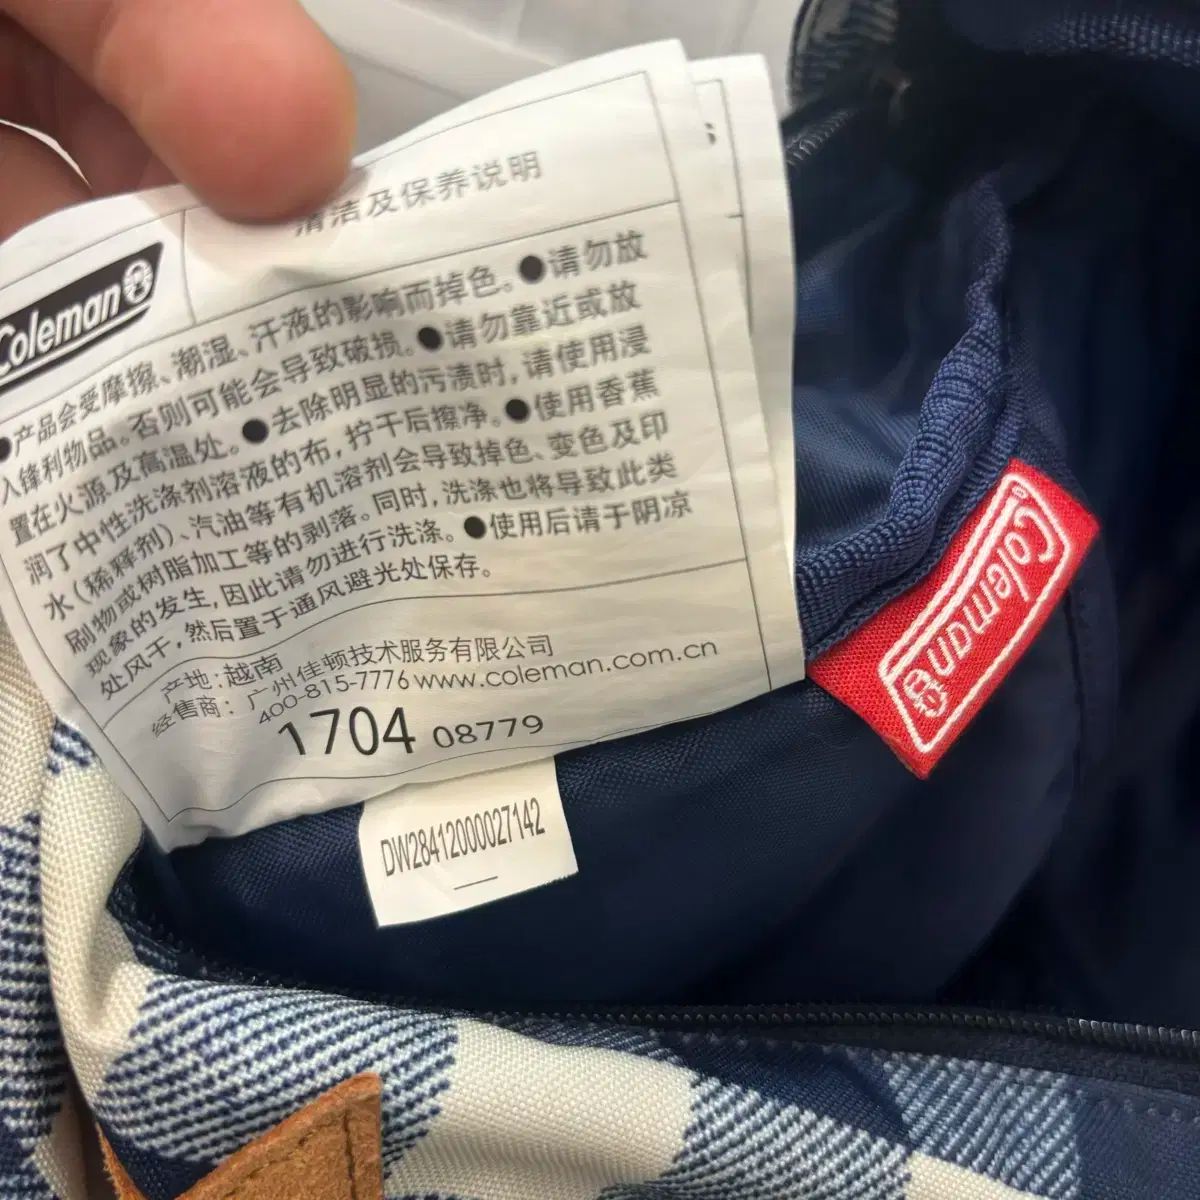 清洁及保养说明
Coleman
●产品会受摩擦、潮湿、汗液的影响而掉色。●请勿放
入锋利物品。否则可能会导致破损。●请勿靠近或放
置在火源及高温处。●去除明显的污渍时，请使用浸
润了中性洗涤剂溶液的布，拧干后擦净。●使用香蕉
水（稀释剂）、汽油等有机溶剂会导致掉色、变色及印
刷物或树脂加工等的剥落。同时，洗涤也将导致此类
现象的发生，因此请勿进行洗涤。●使用后请于阴凉
处风干，然后置于通风避光处保存。
产地：越南
经售商：广州佳顿技术服务有限公司
400-815-7776 www.coleman.com.cn
1704 08779
DW28412000027142
Coleman